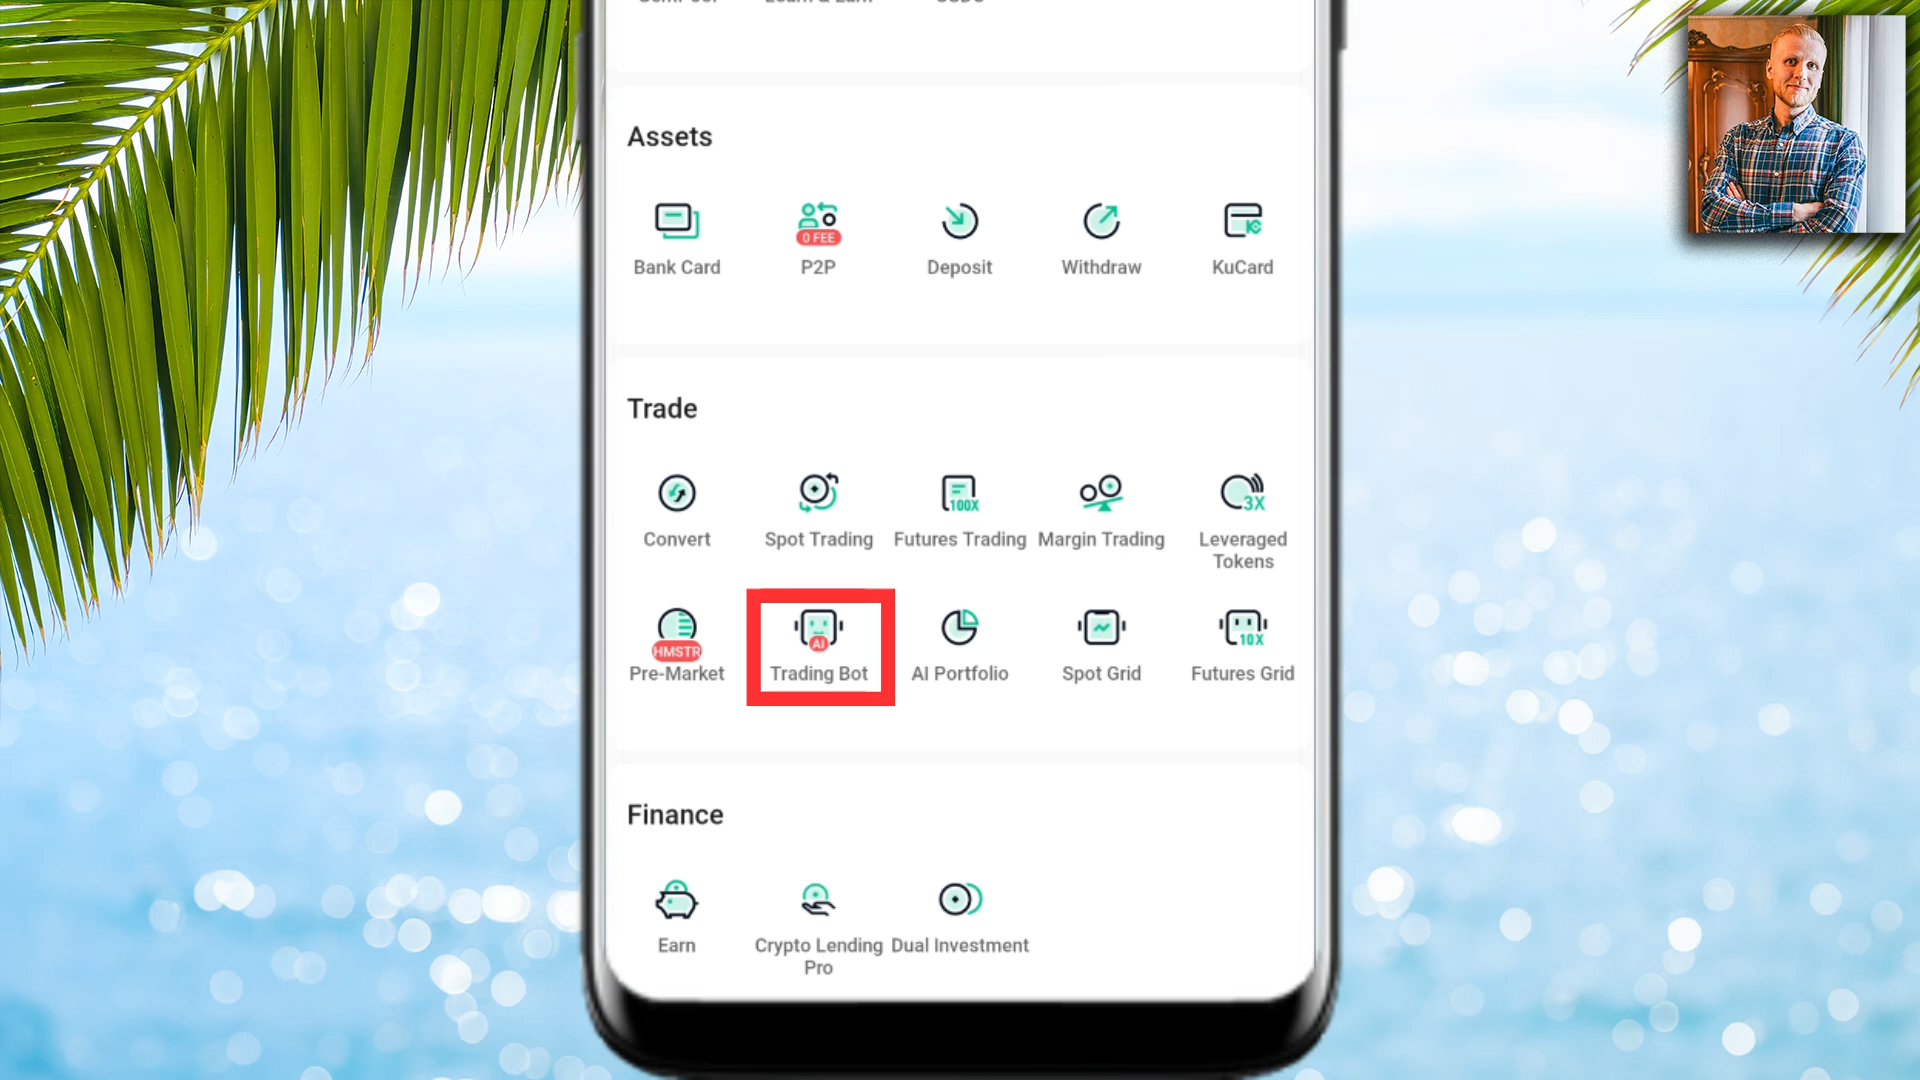 Assets
0 FEE
Bank Card P2P Deposit Withdraw KuCard
Trade
100X 3X
Convert Spot Trading Futures Trading Margin Trading Leveraged
Tokens
HMSTR AI 10X
Pre-Market Trading Bot AI Portfolio Spot Grid Futures Grid
Finance
Earn Crypto Lending Dual Investment
Pro